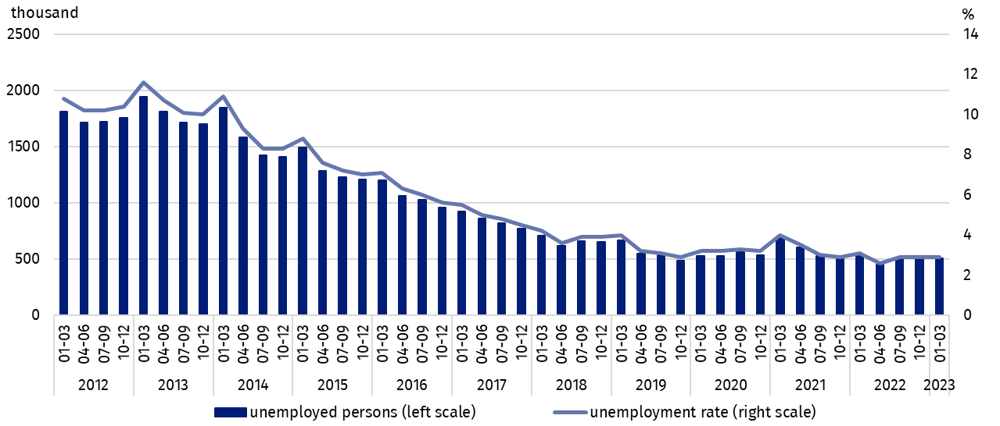 thousand %
2500 14
2000 12
1500 10
1000 8
500 6
0 4
2
0
01-03 04-06 07-09 10-12 01-03 04-06 07-09 10-12 01-03 04-06 07-09 10-12 01-03 04-06 07-09 10-12 01-03 04-06 07-09 10-12 01-03 04-06 07-09 10-12 01-03 04-06 07-09 10-12 01-03 04-06 07-09 10-12 01-03 04-06 07-09 10-12 01-03 04-06 07-09 10-12 01-03 04-06 07-09 10-12 01-03
2012 2013 2014 2015 2016 2017 2018 2019 2020 2021 2022 2023
unemployed persons (left scale) unemployment rate (right scale)